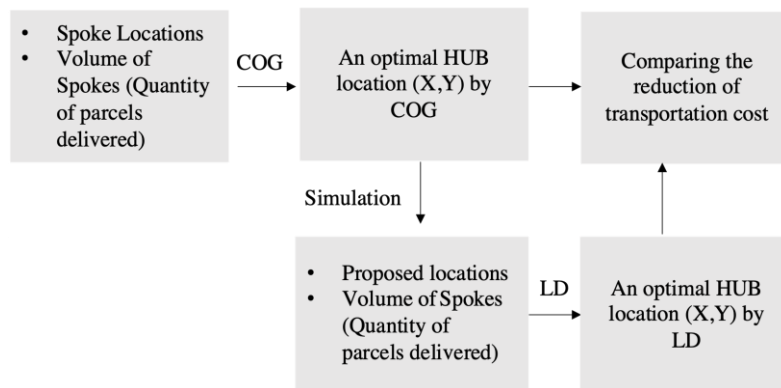 • Spoke Locations
• Volume of
Spokes (Quantity
of parcels
delivered)
COG
An optimal HUB
location (X,Y) by
COG
Comparing the
reduction of
transportation cost
Simulation
• Proposed locations
• Volume of Spokes
(Quantity of
parcels delivered)
LD
An optimal HUB
location (X,Y) by
LD